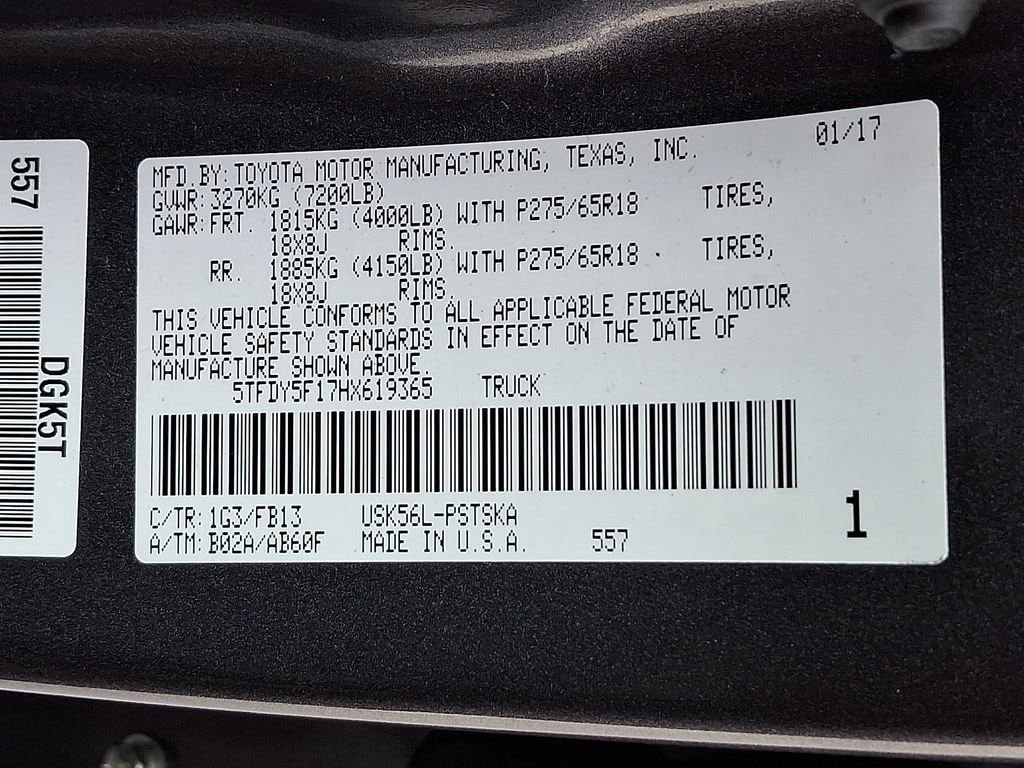 557
DGK5T
01/17
MFD.BY:TOYOTA MOTOR MANUFACTURING, TEXAS, INC.
GVWR:3270KG (7200LB)
GAWR:FRT. 1815KG (4000LB) WITH P275/65R18 TIRES,
18X8J RIMS.
RR. 1885KG (4150LB) WITH P275/65R18 TIRES,
18X8J RIMS.
THIS VEHICLE CONFORMS TO ALL APPLICABLE FEDERAL MOTOR
VEHICLE SAFETY STANDARDS IN EFFECT ON THE DATE OF
MANUFACTURE SHOWN ABOVE.
5TFDY5F17HX619365 TRUCK
C/TR:1G3/FB13 USK56L-PSTSKA
A/TM:B02A/AB60F MADE IN U.S.A. 557
1